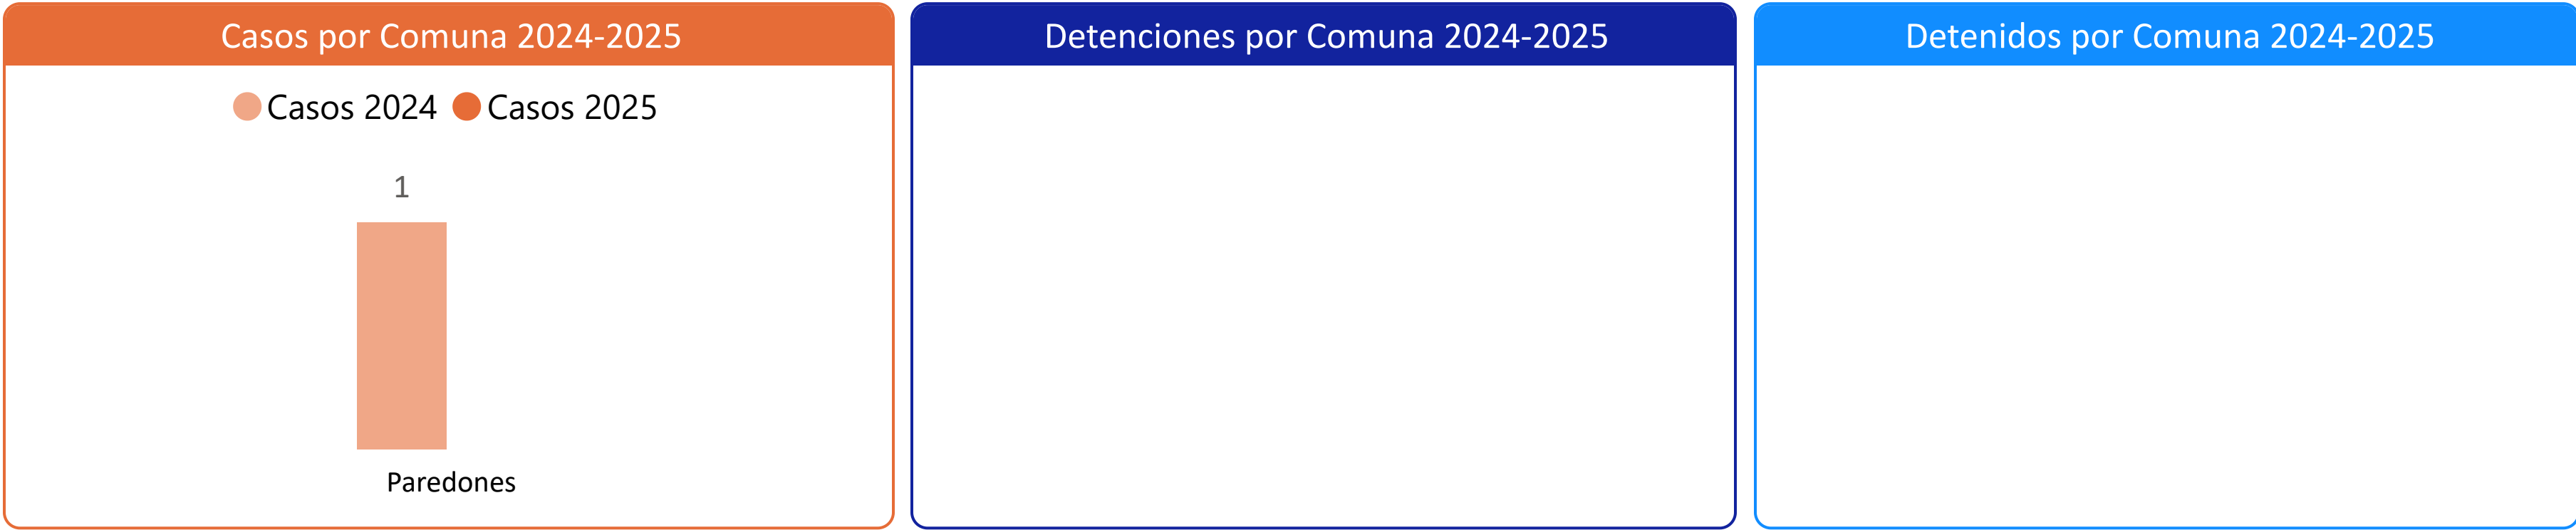 Casos por Comuna 2024-2025
Casos 2024 Casos 2025
1
Paredones
Detenciones por Comuna 2024-2025
Detenidos por Comuna 2024-2025